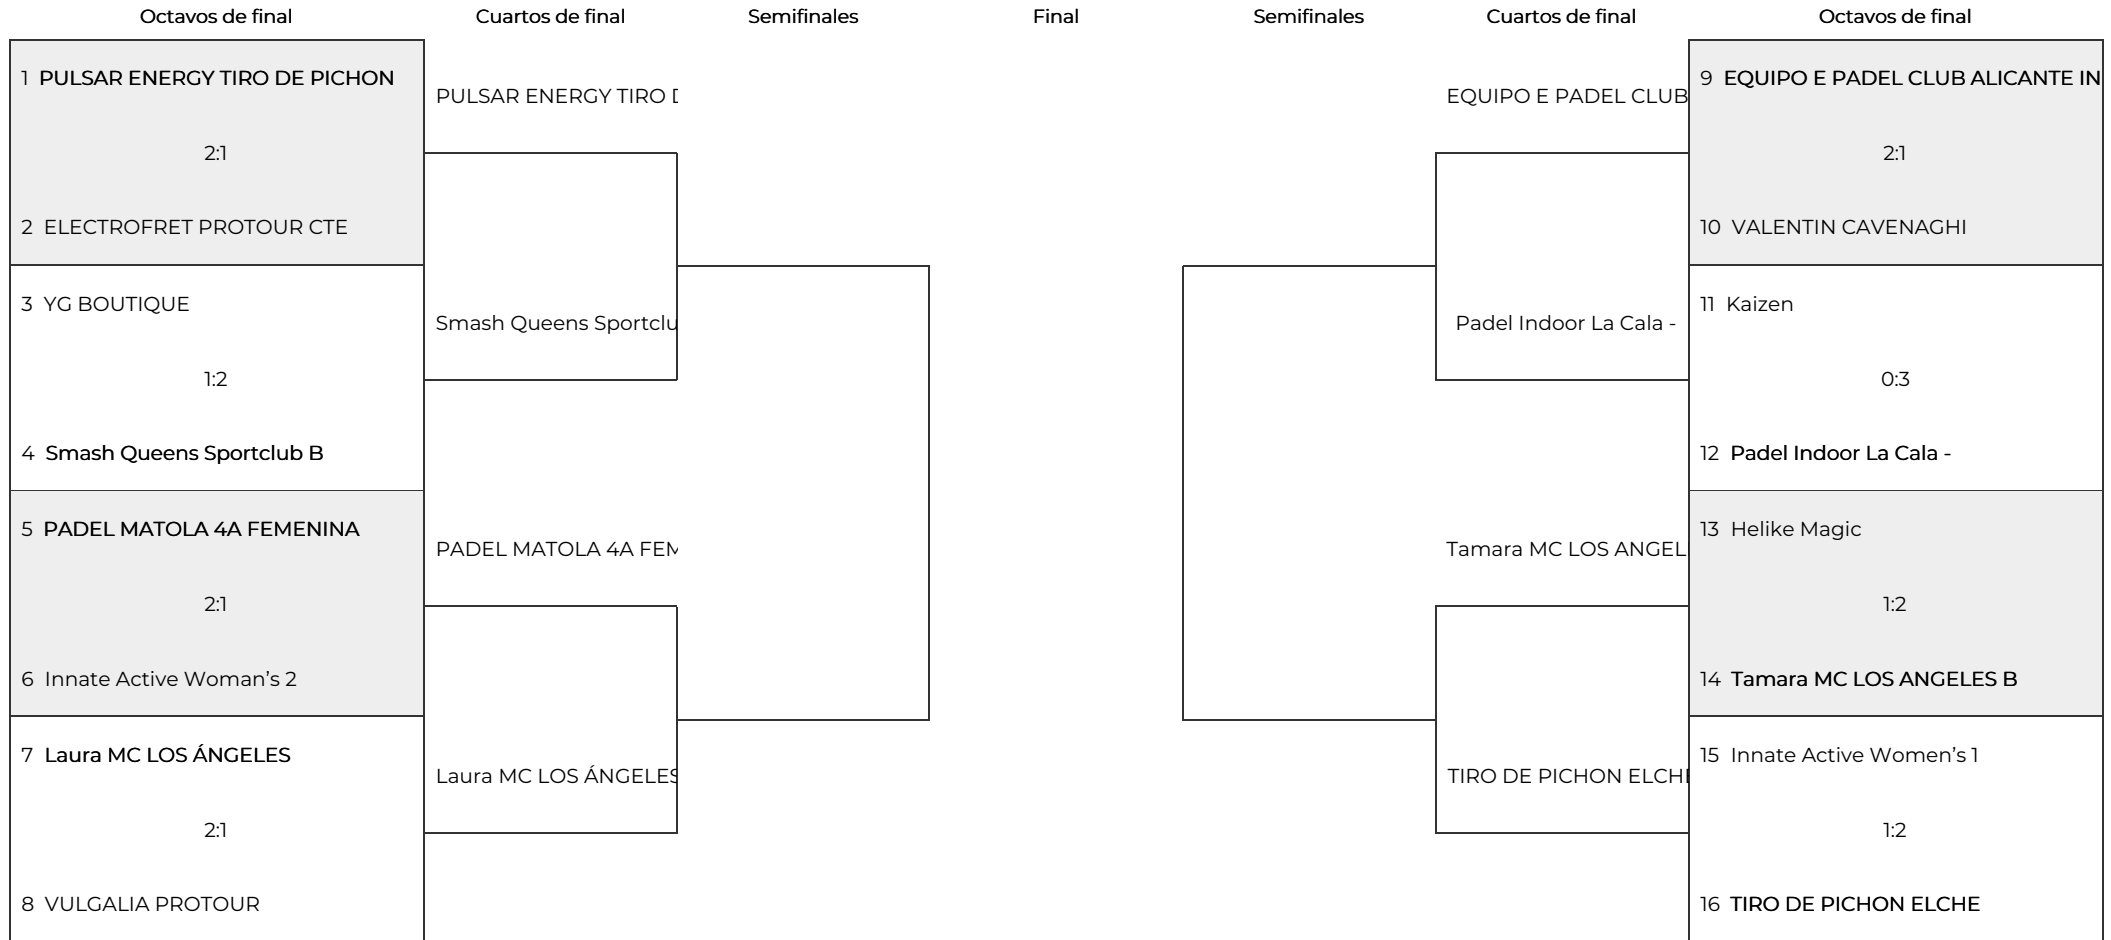 Octavos de final
Cuartos de final
Semifinales
Final
Semifinales
Cuartos de final
Octavos de final
1 PULSAR ENERGY TIRO DE PICHON
2:1
2 ELECTROFRET PROTOUR CTE
3 YG BOUTIQUE
1:2
4 Smash Queens Sportclub B
5 PADEL MATOLA 4A FEMENINA
2:1
6 Innate Active Woman's 2
7 Laura MC LOS ÁNGELES
2:1
8 VULGALIA PROTOUR
PULSAR ENERGY TIRO
Smash Queens Sportclu
PADEL MATOLA 4A FEM
Laura MC LOS ÁNGELES
EQUIPO E PADEL CLUB
Padel Indoor La Cala -
Tamara MC LOS ANGEL
TIRO DE PICHON ELCHE
9 EQUIPO E PADEL CLUB ALICANTE IN
2:1
10 VALENTIN CAVENAGHI
11 Kaizen
0:3
12 Padel Indoor La Cala -
13 Helike Magic
1:2
14 Tamara MC LOS ANGELES B
15 Innate Active Women's 1
1:2
16 TIRO DE PICHON ELCHE